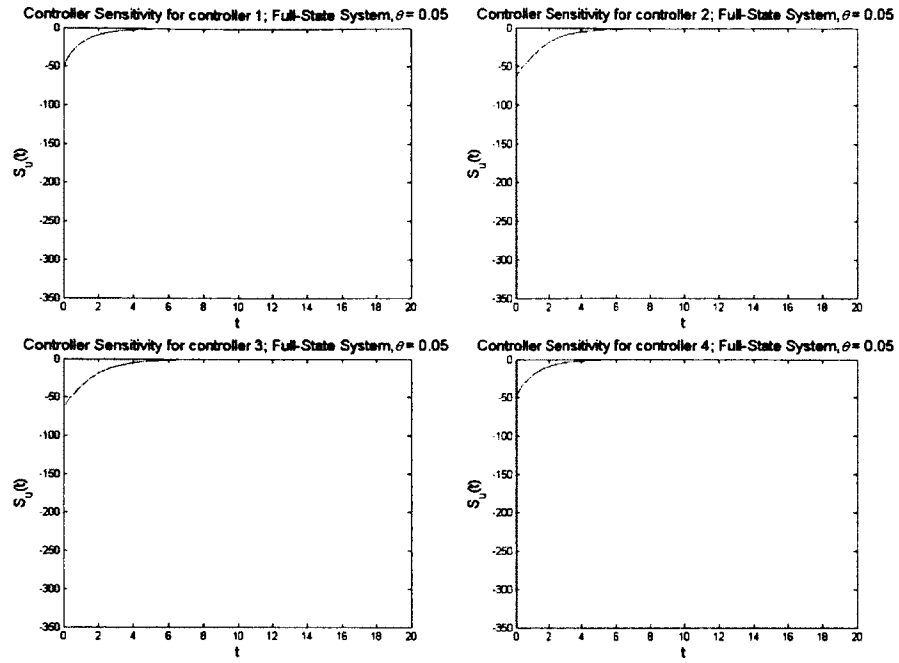 Controller Sensitivity for controller 1; Full-State System, θ = 0.05
0
-50
-100
-150
-200
-250
-300
-350
S_u(t)
0 2 4 6 8 10 12 14 16 18 20
t
Controller Sensitivity for controller 2; Full-State System, θ = 0.05
0
-50
-100
-150
-200
-250
-300
-350
S_u(t)
0 2 4 6 8 10 12 14 16 18 20
t
Controller Sensitivity for controller 3; Full-State System, θ = 0.05
0
-50
-100
-150
-200
-250
-300
-350
S_u(t)
0 2 4 6 8 10 12 14 16 18 20
t
Controller Sensitivity for controller 4; Full-State System, θ = 0.05
0
-50
-100
-150
-200
-250
-300
-350
S_u(t)
0 2 4 6 8 10 12 14 16 18 20
t